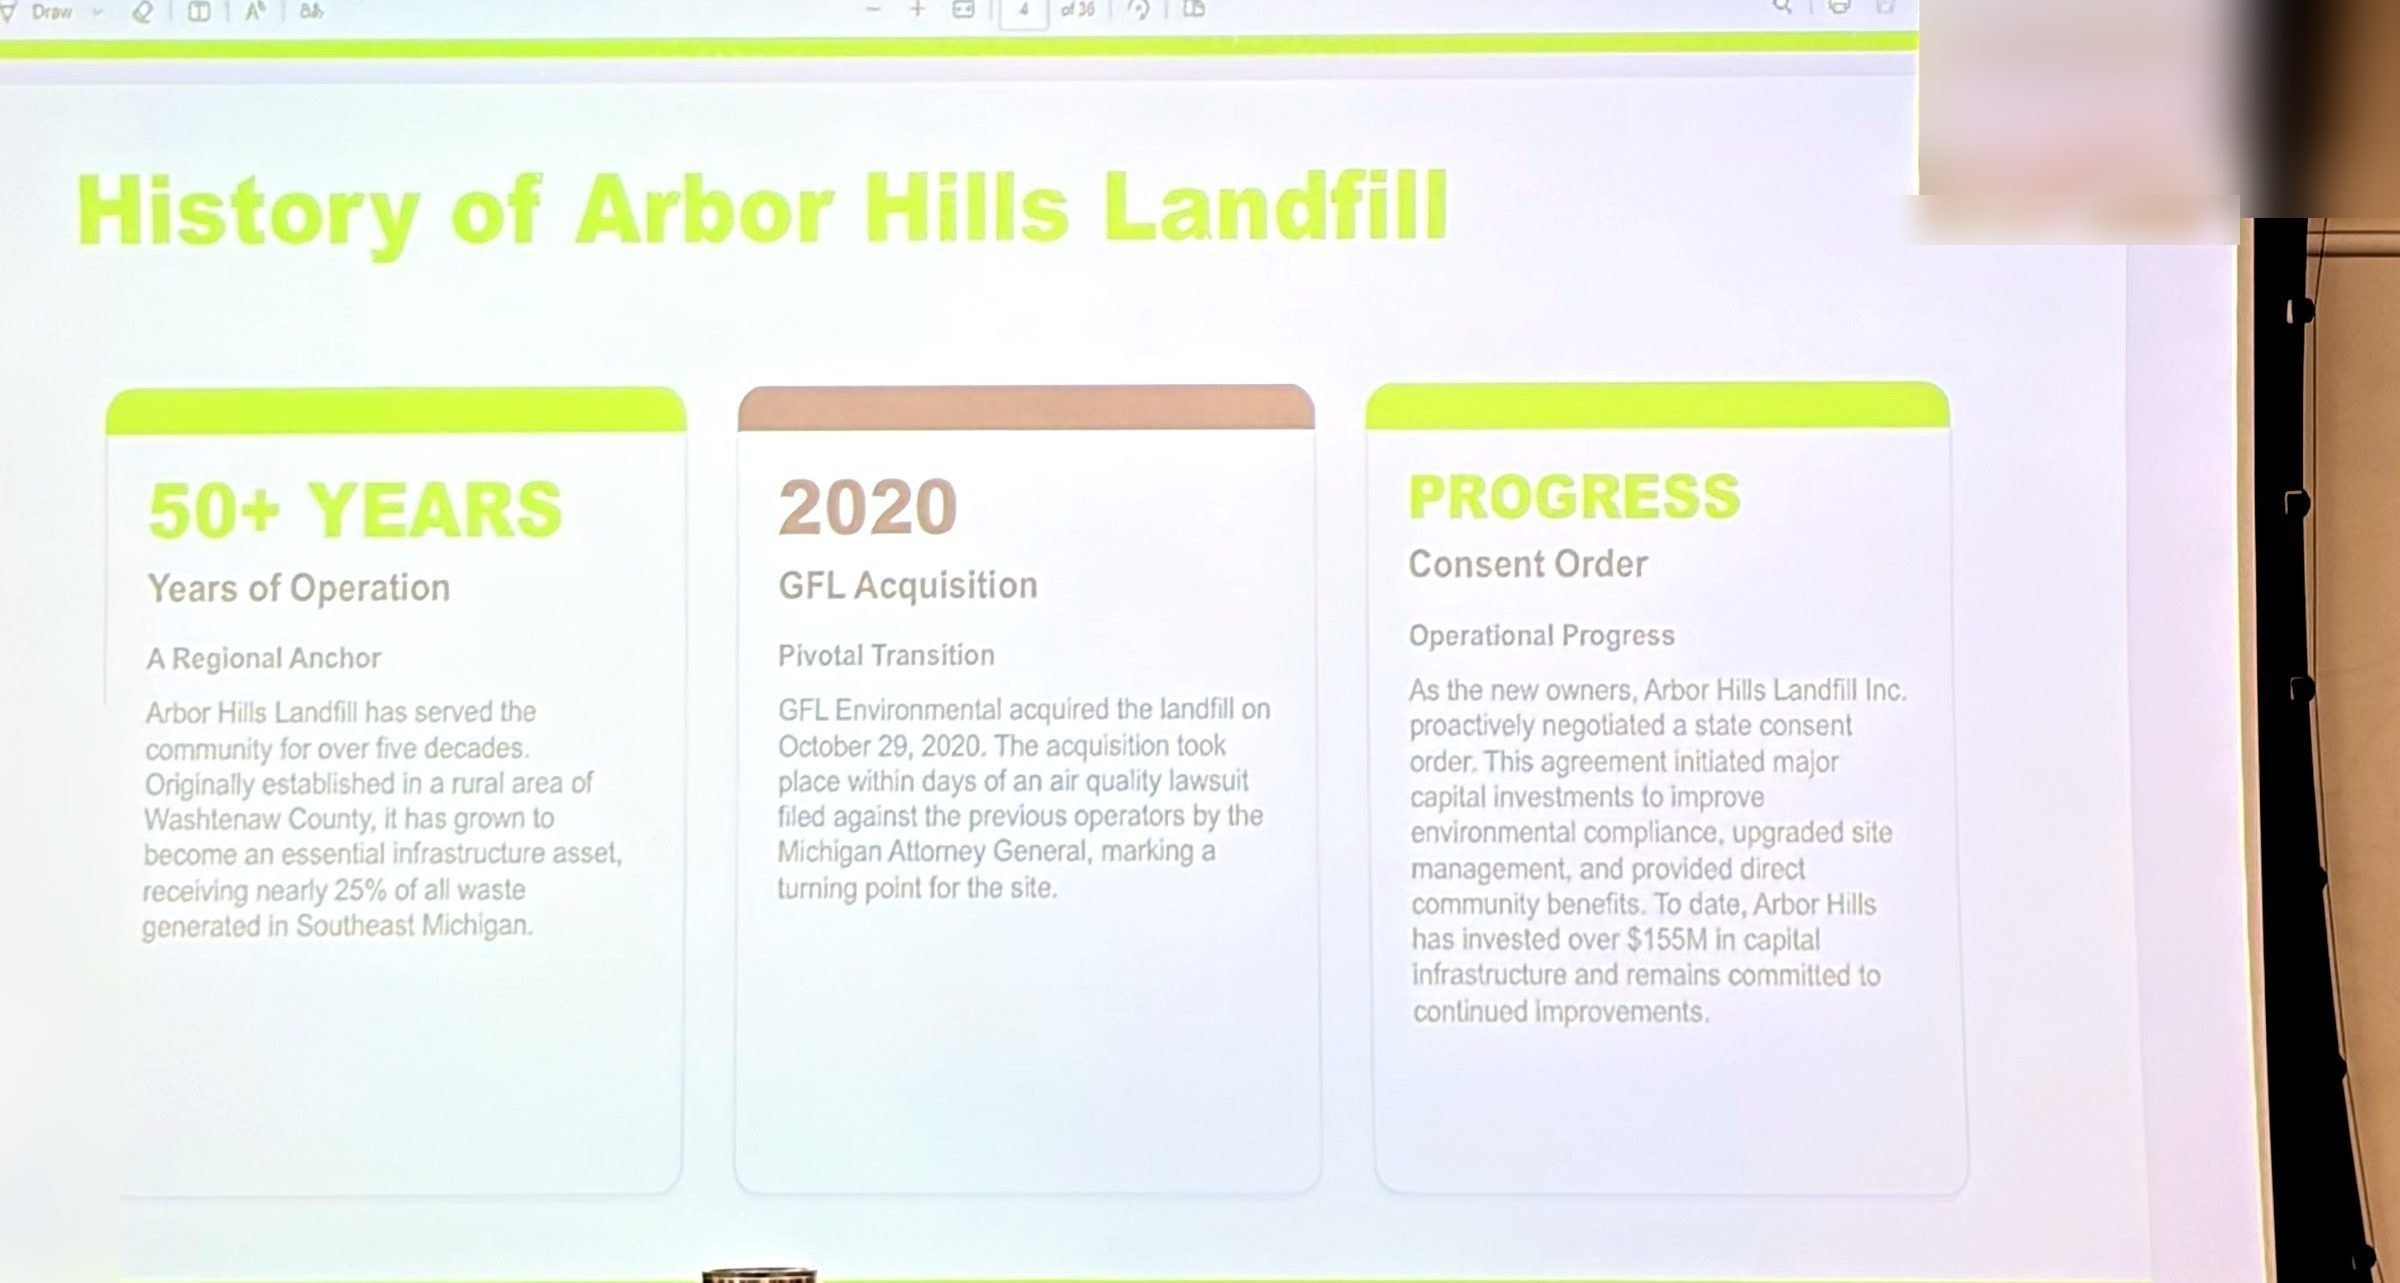 Draw
4 of 36
History of Arbor Hills Landfill
50+ YEARS
Years of Operation
A Regional Anchor
Arbor Hills Landfill has served the
community for over five decades.
Originally established in a rural area of
Washtenaw County, it has grown to
become an essential infrastructure asset,
receiving nearly 25% of all waste
generated in Southeast Michigan.
2020
GFL Acquisition
Pivotal Transition
GFL Environmental acquired the landfill on
October 29, 2020. The acquisition took
place within days of an air quality lawsuit
filed against the previous operators by the
Michigan Attorney General, marking a
turning point for the site.
PROGRESS
Consent Order
Operational Progress
As the new owners, Arbor Hills Landfill Inc.
proactively negotiated a state consent
order. This agreement initiated major
capital investments to improve
environmental compliance, upgraded site
management, and provided direct
community benefits. To date, Arbor Hills
has invested over $155M in capital
infrastructure and remains committed to
continued improvements.